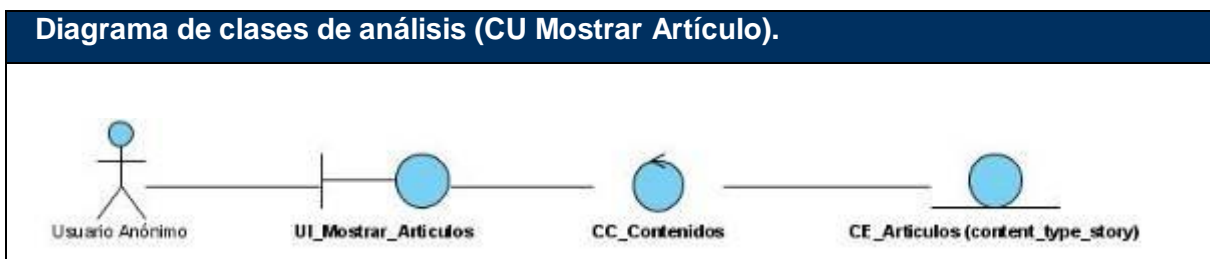 Diagrama de clases de análisis (CU Mostrar Artículo).
Usuario Anónimo
UI_Mostrar_Articulos
CC_Contenidos
CE_Articulos (content_type_story)